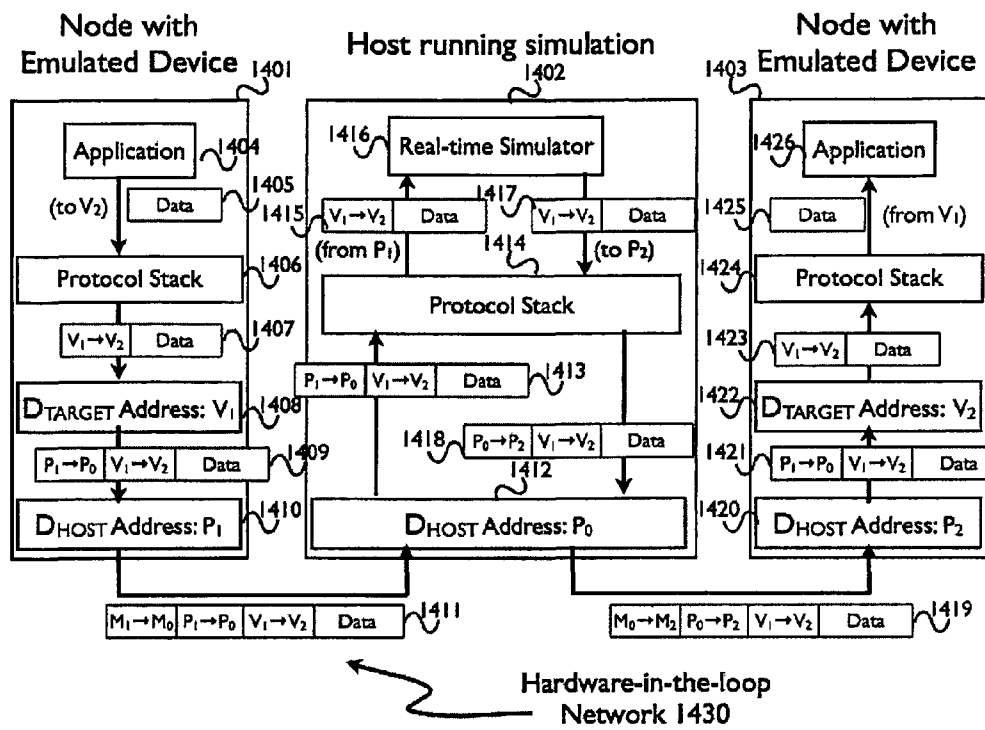 Node with
Emulated Device
1401
Application
1404
(to V2)
1405
Data
Protocol Stack
1406
V1→V2 Data
1407
DTARGET Address: V1
1408
P1→P0 V1→V2 Data
1409
DHOST Address: P1
1410
M1→M0 P1→P0 V1→V2 Data
1411
Host running simulation
1402
1416
Real-time Simulator
1415
V1→V2 Data
(from P1)
1417
V1→V2 Data
(to P2)
1414
Protocol Stack
P1→P0 V1→V2 Data
1413
1418
P0→P2 V1→V2 Data
1412
DHOST Address: P0
M0→M2 P0→P2 V1→V2 Data
1419
Node with
Emulated Device
1403
1426
Application
1425
Data
(from V1)
1424
Protocol Stack
1423
V1→V2 Data
1422
DTARGET Address: V2
1421
P1→P0 V1→V2 Data
1420
DHOST Address: P2
Hardware-in-the-loop
Network 1430